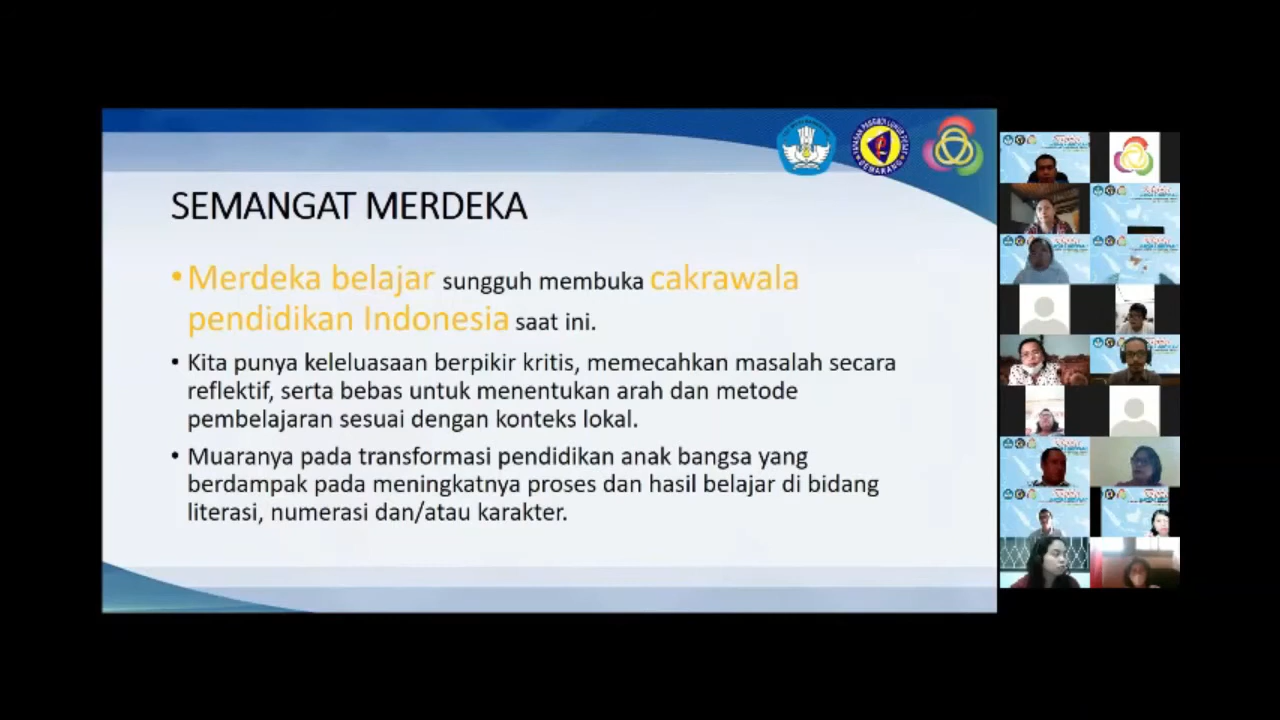 SEMANGAT MERDEKA
• Merdeka belajar sungguh membuka cakrawala
pendidikan Indonesia saat ini.
• Kita punya keleluasaan berpikir kritis, memecahkan masalah secara
reflektif, serta bebas untuk menentukan arah dan metode
pembelajaran sesuai dengan konteks lokal.
• Muaranya pada transformasi pendidikan anak bangsa yang
berdampak pada meningkatnya proses dan hasil belajar di bidang
literasi, numerasi dan/atau karakter.
SEMARANG